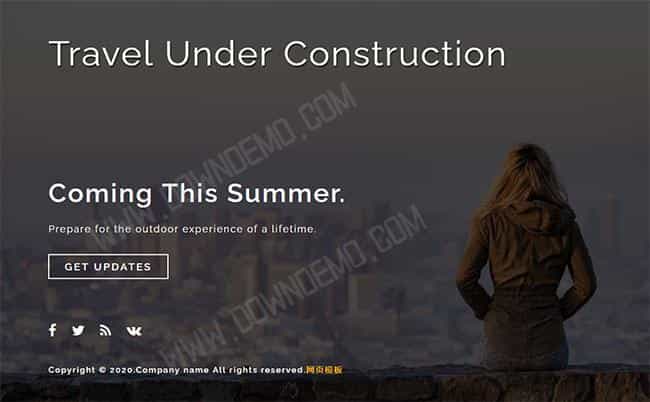 Travel Under Construction
WWW.DOWNDEMO.COM
Coming This Summer.
Prepare for the outdoor experience of a lifetime.
WWW.DOWNDEMO.COM
GET UPDATES
Copyright © 2020.Company name All rights reserved.网页模板